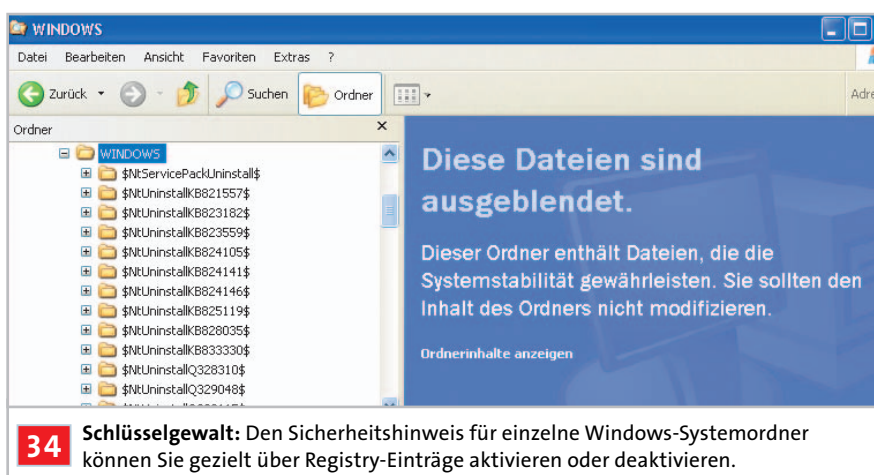 WINDOWS
Datei Bearbeiten Ansicht Favoriten Extras ?
Zurück Suchen Ordner Adre
Ordner
WINDOWS
$NtServicePackUninstall$
$NtUninstallKB821557$
$NtUninstallKB823182$
$NtUninstallKB823559$
$NtUninstallKB824105$
$NtUninstallKB824141$
$NtUninstallKB824146$
$NtUninstallKB825119$
$NtUninstallKB828035$
$NtUninstallKB833330$
$NtUninstallQ328310$
$NtUninstallQ329048$
Diese Dateien sind
ausgeblendet.
Dieser Ordner enthält Dateien, die die
Systemstabilität gewährleisten. Sie sollten den
Inhalt des Ordners nicht modifizieren.
Ordnerinhalte anzeigen
34 Schlüsselgewalt: Den Sicherheitshinweis für einzelne Windows-Systemordner
können Sie gezielt über Registry-Einträge aktivieren oder deaktivieren.